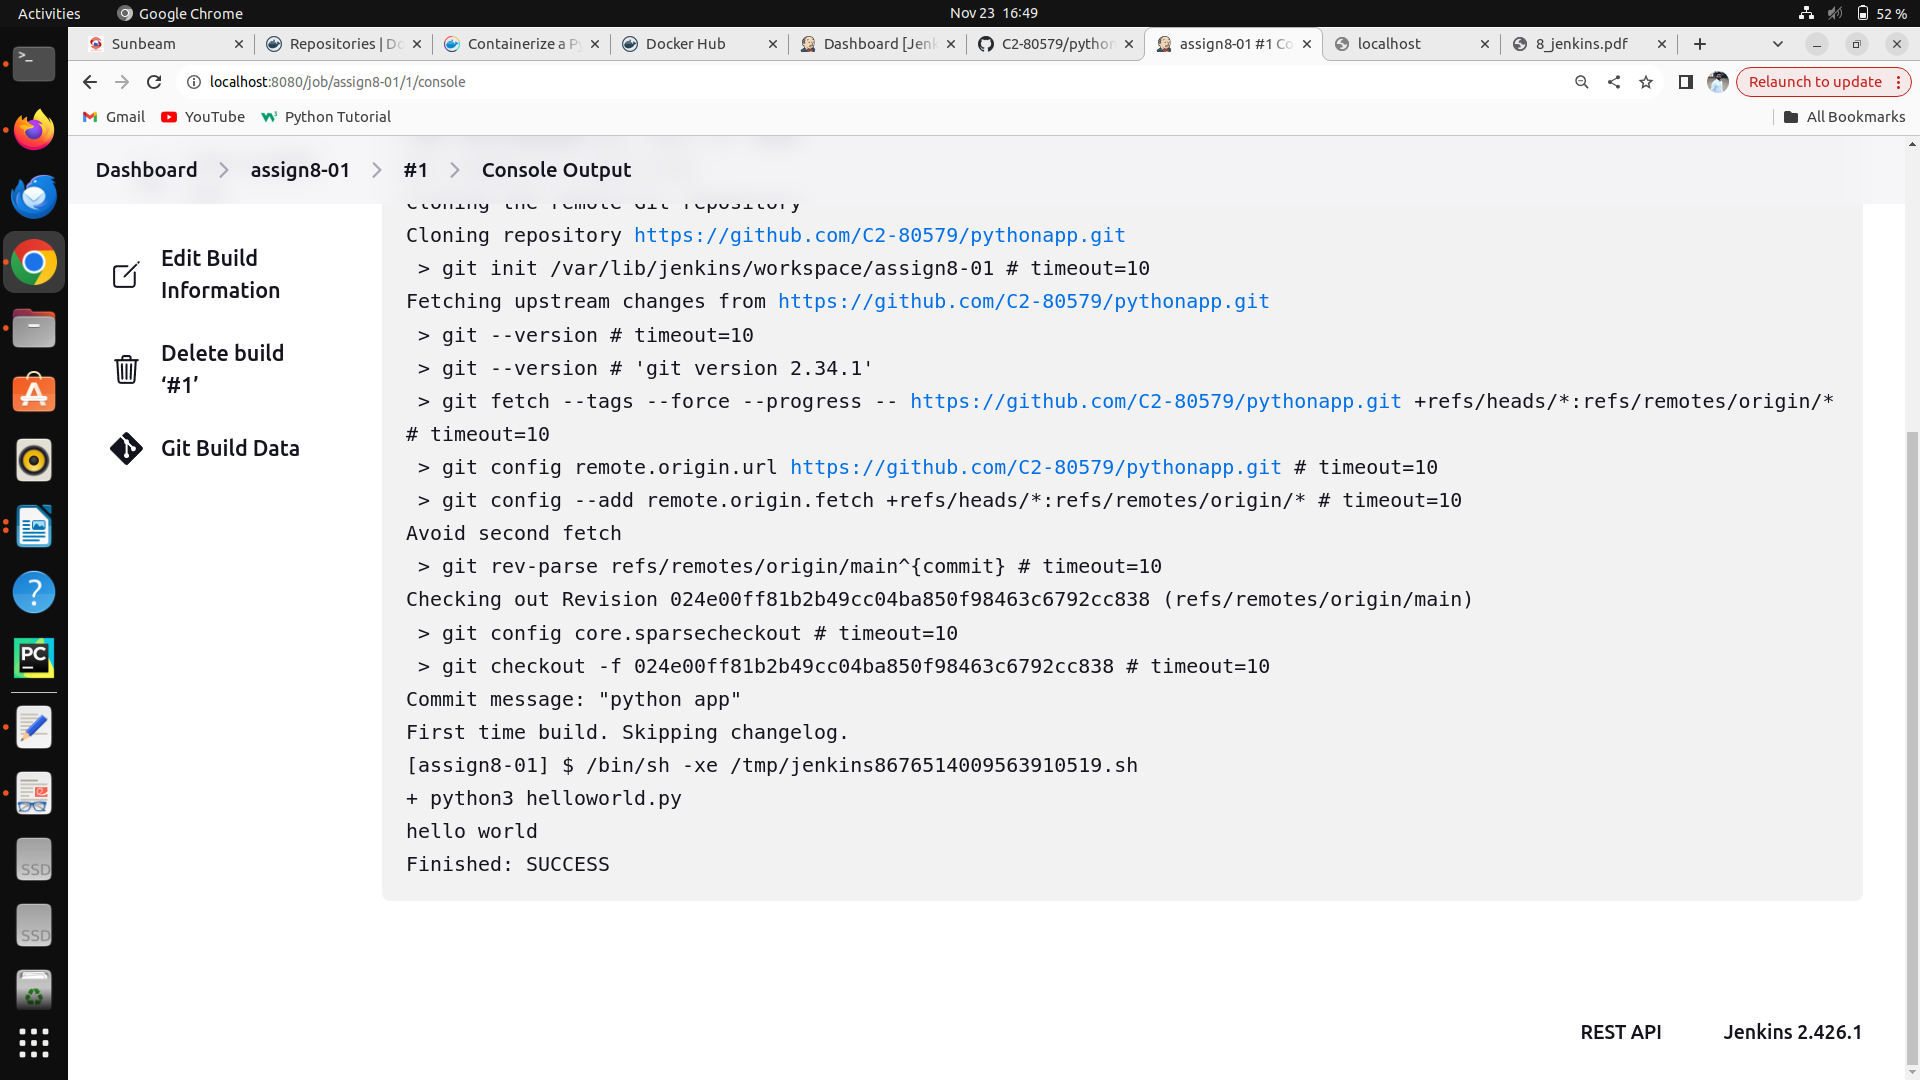 Activities
Google Chrome
Nov 23 16:49
52 %
Sunbeam
Repositories | Do
Containerize a Py
Docker Hub
Dashboard [Jenk
C2-80579/python
assign8-01 #1 Co
localhost
8_jenkins.pdf
localhost:8080/job/assign8-01/1/console
Relaunch to update
Gmail
YouTube
Python Tutorial
All Bookmarks
Dashboard
assign8-01
#1
Console Output
Edit Build
Information
Delete build
‘#1’
Git Build Data
Cloning the remote Git repository
Cloning repository https://github.com/C2-80579/pythonapp.git
> git init /var/lib/jenkins/workspace/assign8-01 # timeout=10
Fetching upstream changes from https://github.com/C2-80579/pythonapp.git
> git --version # timeout=10
> git --version # 'git version 2.34.1'
> git fetch --tags --force --progress -- https://github.com/C2-80579/pythonapp.git +refs/heads/*:refs/remotes/origin/*
# timeout=10
> git config remote.origin.url https://github.com/C2-80579/pythonapp.git # timeout=10
> git config --add remote.origin.fetch +refs/heads/*:refs/remotes/origin/* # timeout=10
Avoid second fetch
> git rev-parse refs/remotes/origin/main^{commit} # timeout=10
Checking out Revision 024e00ff81b2b49cc04ba850f98463c6792cc838 (refs/remotes/origin/main)
> git config core.sparsecheckout # timeout=10
> git checkout -f 024e00ff81b2b49cc04ba850f98463c6792cc838 # timeout=10
Commit message: "python app"
First time build. Skipping changelog.
[assign8-01] $ /bin/sh -xe /tmp/jenkins8676514009563910519.sh
+ python3 helloworld.py
hello world
Finished: SUCCESS
PC
SSD
SSD
REST API
Jenkins 2.426.1